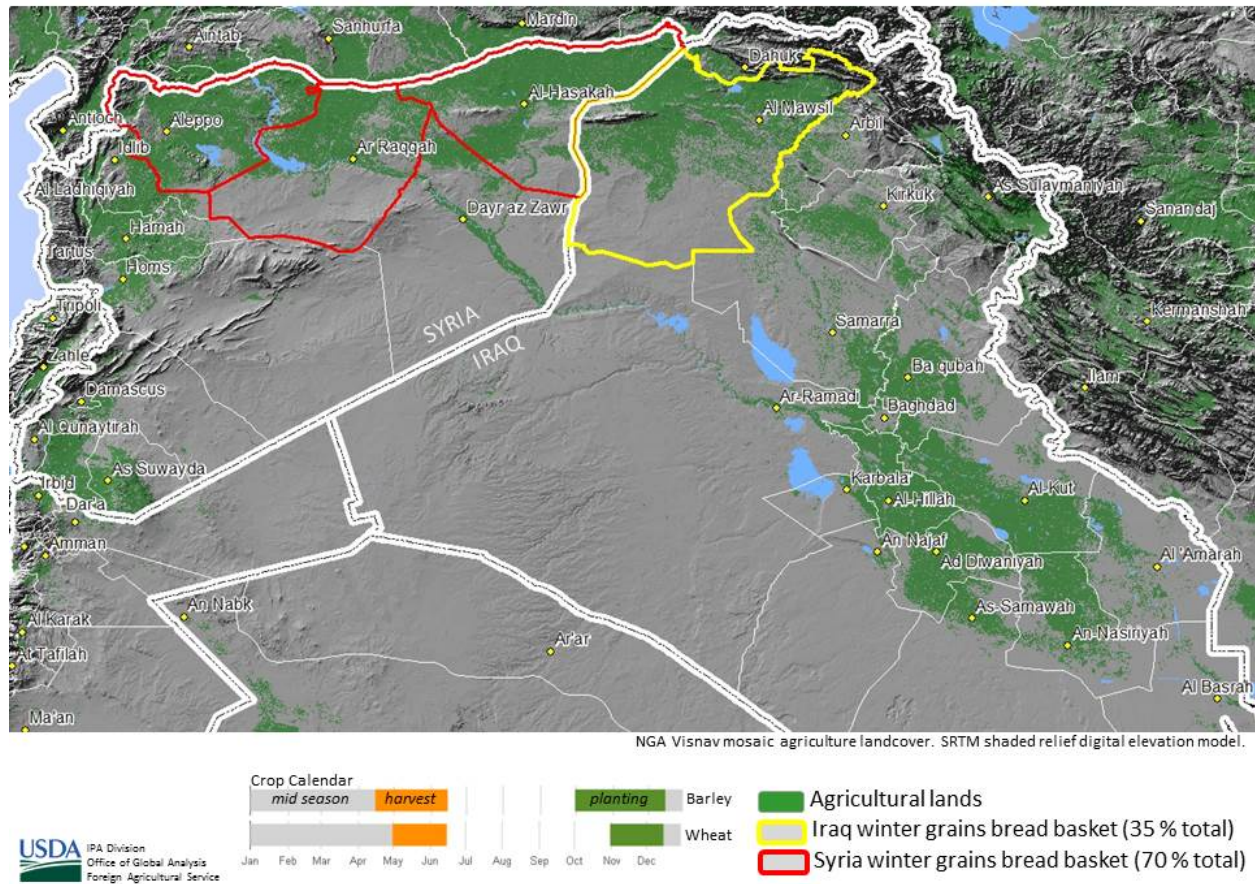 Mardin
Sanhurfa
Aintab
Dahuk
Al-Hasakah
Al Mawsil
Antioch
Aleppo
Arbil
Idlib
Ar Raqqah
Al Ladhiqiyah
As-Sulaymaniyah
Kirkuk
Dayr az Zawr
Sanandaj
Hamah
Tartus
Homs
Tripoli
Kermanshah
SYRIA
Samarra
IRAQ
Zahle
Ba qubah
Ilam
Damascus
Ar-Ramadi
Baghdad
Al Qunaytirah
As Suwayda
Karbala
Irbid
Al-Hillah
Al-Kut
Dar'a
Amman
An Najaf
Ad Diwaniyah
Al 'Amarah
An Nabk
As-Samawah
Al Karak
An-Nasiriyah
Ar'ar
At Tafilah
Al Basrah
Ma'an
NGA Visnav mosaic agriculture landcover. SRTM shaded relief digital elevation model.
Crop Calendar
mid season harvest planting Barley
Wheat
Jan Feb Mar Apr May Jun Jul Aug Sep Oct Nov Dec
Agricultural lands
Iraq winter grains bread basket (35 % total)
Syria winter grains bread basket (70 % total)
USDA
IPA Division
Office of Global Analysis
Foreign Agricultural Service